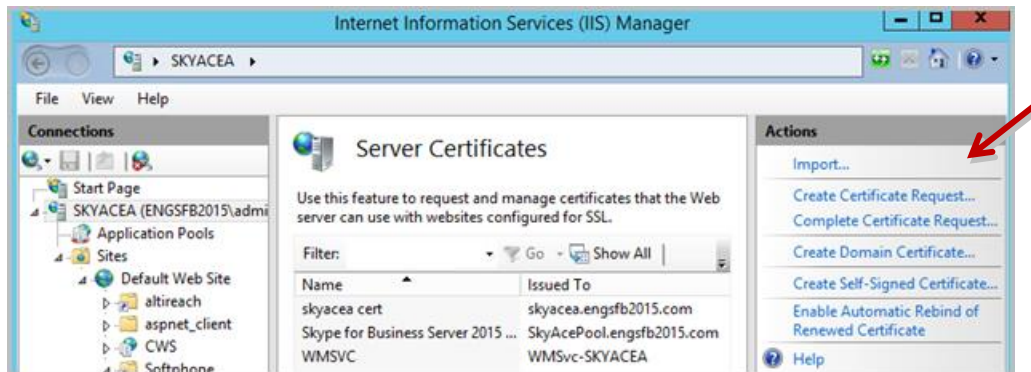 Internet Information Services (IIS) Manager
SKYACEA
File View Help
Connections
Start Page
SKYACEA (ENGSFB2015\admi
Application Pools
Sites
Default Web Site
altireach
aspnet_client
CWS
Softphone
Server Certificates
Use this feature to request and manage certificates that the Web
server can use with websites configured for SSL.
Filter: Go Show All
Name Issued To
skyacea cert skyacea.engsfb2015.com
Skype for Business Server 2015 ... SkyAcePool.engsfb2015.com
WMSVC WMSvc-SKYACEA
Actions
Import...
Create Certificate Request...
Complete Certificate Request...
Create Domain Certificate...
Create Self-Signed Certificate...
Enable Automatic Rebind of
Renewed Certificate
Help